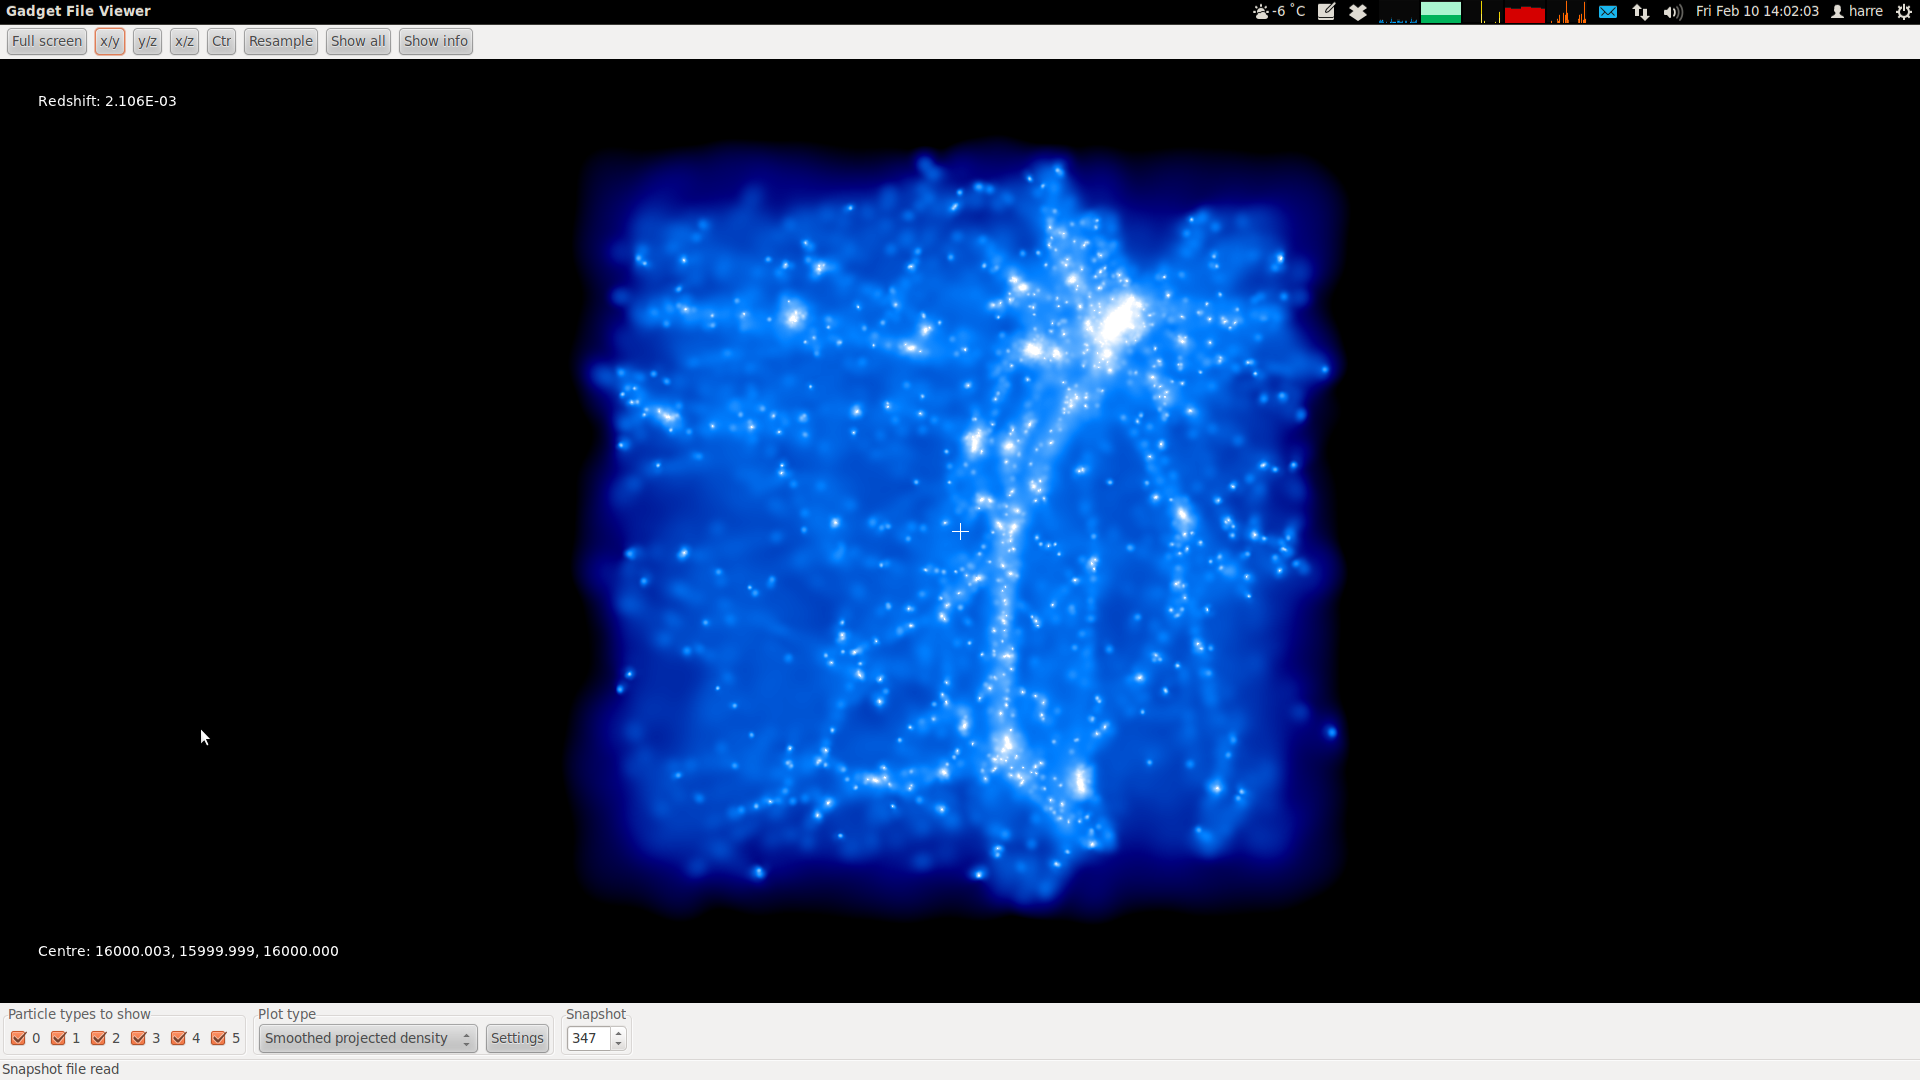 Gadget File Viewer
-6 °C
Fri Feb 10 14:02:03
harre
Full screen x/y y/z x/z Ctr Resample Show all Show info
Redshift: 2.106E-03
Centre: 16000.003, 15999.999, 16000.000
Particle types to show
0 1 2 3 4 5
Plot type
Smoothed projected density Settings
Snapshot
347
Snapshot file read